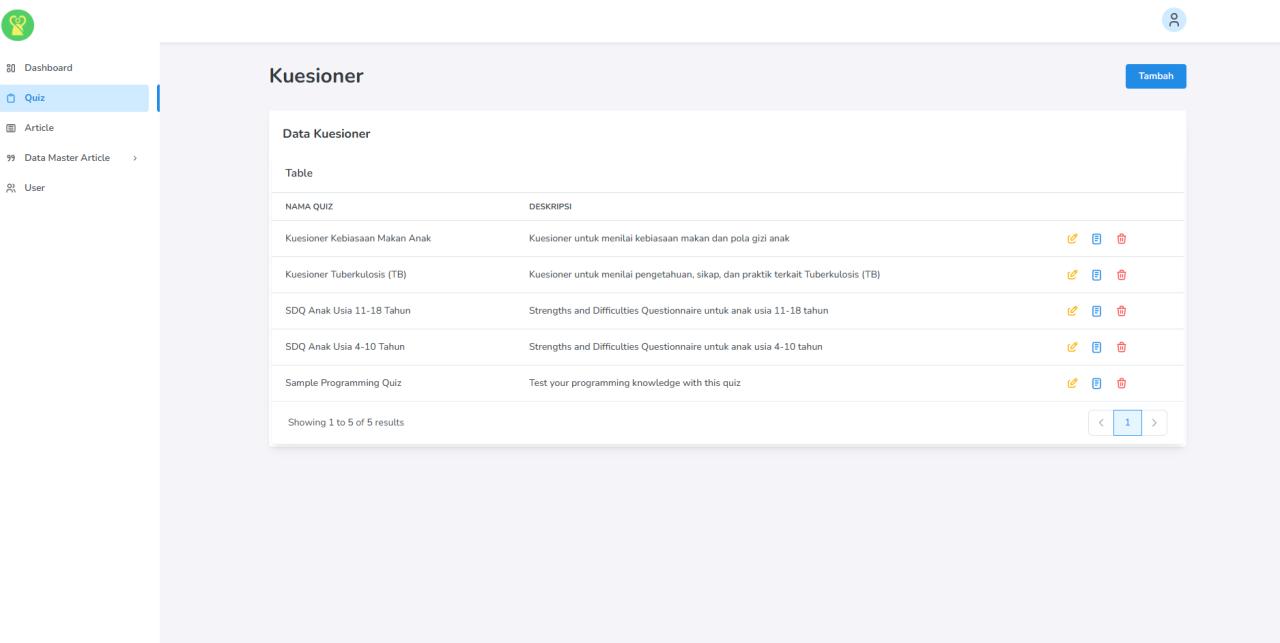 Dashboard
Quiz
Article
Data Master Article
User
Kuesioner
Tambah
Data Kuesioner
Table
NAMA QUIZ DESKRIPSI
Kuesioner Kebiasaan Makan Anak Kuesioner untuk menilai kebiasaan makan dan pola gizi anak
Kuesioner Tuberkulosis (TB) Kuesioner untuk menilai pengetahuan, sikap, dan praktik terkait Tuberkulosis (TB)
SDQ Anak Usia 11-18 Tahun Strengths and Difficulties Questionnaire untuk anak usia 11-18 tahun
SDQ Anak Usia 4-10 Tahun Strengths and Difficulties Questionnaire untuk anak usia 4-10 tahun
Sample Programming Quiz Test your programming knowledge with this quiz
Showing 1 to 5 of 5 results
1